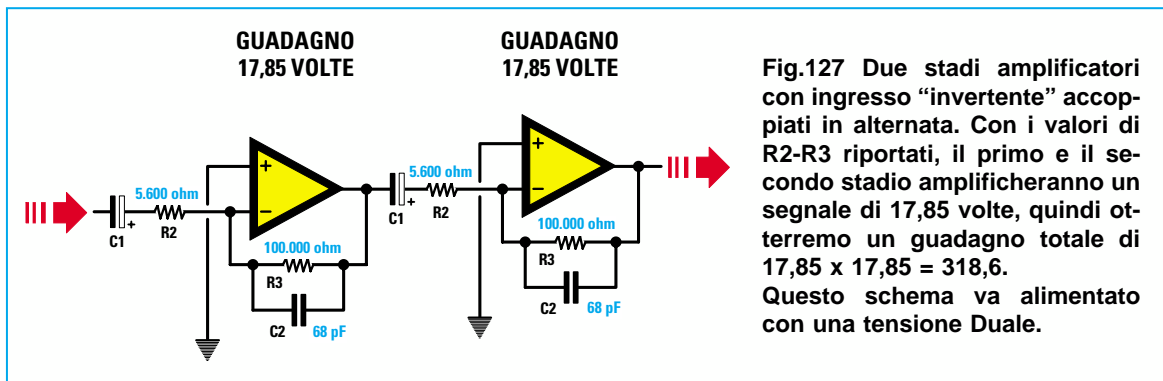 GUADAGNO
17,85 VOLTE
GUADAGNO
17,85 VOLTE
+
–
5.600 ohm
C1
+
R2
100.000 ohm
R3
C2
68 pF
+
–
5.600 ohm
C1
+
R2
100.000 ohm
R3
C2
68 pF
Fig.127 Due stadi amplificatori
con ingresso “invertente” accop-
piati in alternata. Con i valori di
R2-R3 riportati, il primo e il se-
condo stadio amplificheranno un
segnale di 17,85 volte, quindi ot-
terremo un guadagno totale di
17,85 x 17,85 = 318,6.
Questo schema va alimentato
con una tensione Duale.